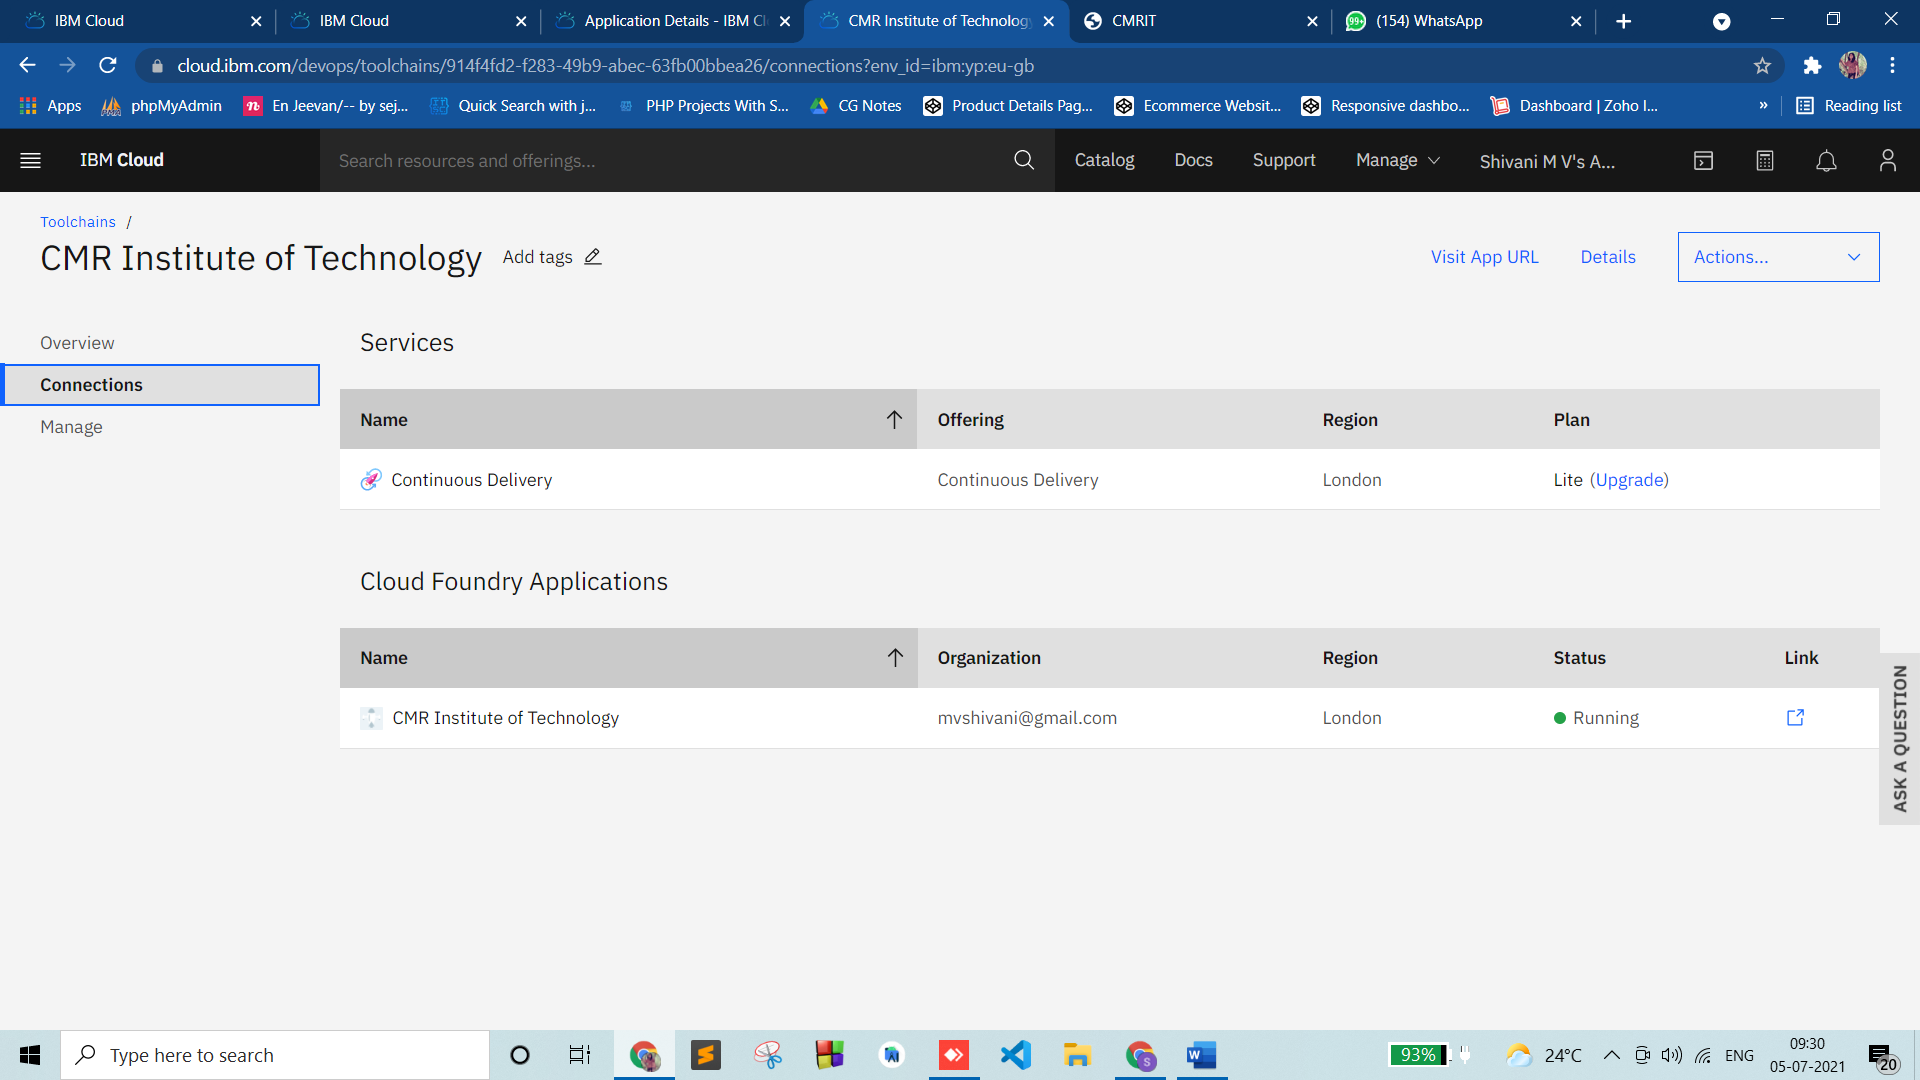 IBM Cloud
IBM Cloud
Application Details - IBM Cl
CMR Institute of Technology
CMRIT
(154) WhatsApp
cloud.ibm.com/devops/toolchains/914f4fd2-f283-49b9-abec-63fb00bbea26/connections?env_id=ibm:yp:eu-gb
Apps
phpMyAdmin
En Jeevan/-- by sej...
Quick Search with j...
PHP Projects With S...
CG Notes
Product Details Pag...
Ecommerce Websit...
Responsive dashbo...
Dashboard | Zoho I...
»
Reading list
IBM Cloud
Search resources and offerings...
Catalog
Docs
Support
Manage
Shivani M V's A...
Toolchains /
CMR Institute of Technology
Add tags
Visit App URL
Details
Actions...
Overview
Connections
Manage
Services
Name Offering Region Plan
Continuous Delivery Continuous Delivery London Lite (Upgrade)
Cloud Foundry Applications
Name Organization Region Status Link
CMR Institute of Technology mvshivani@gmail.com London Running
ASK A QUESTION
Type here to search
93%
24°C
ENG
09:30
05-07-2021
20